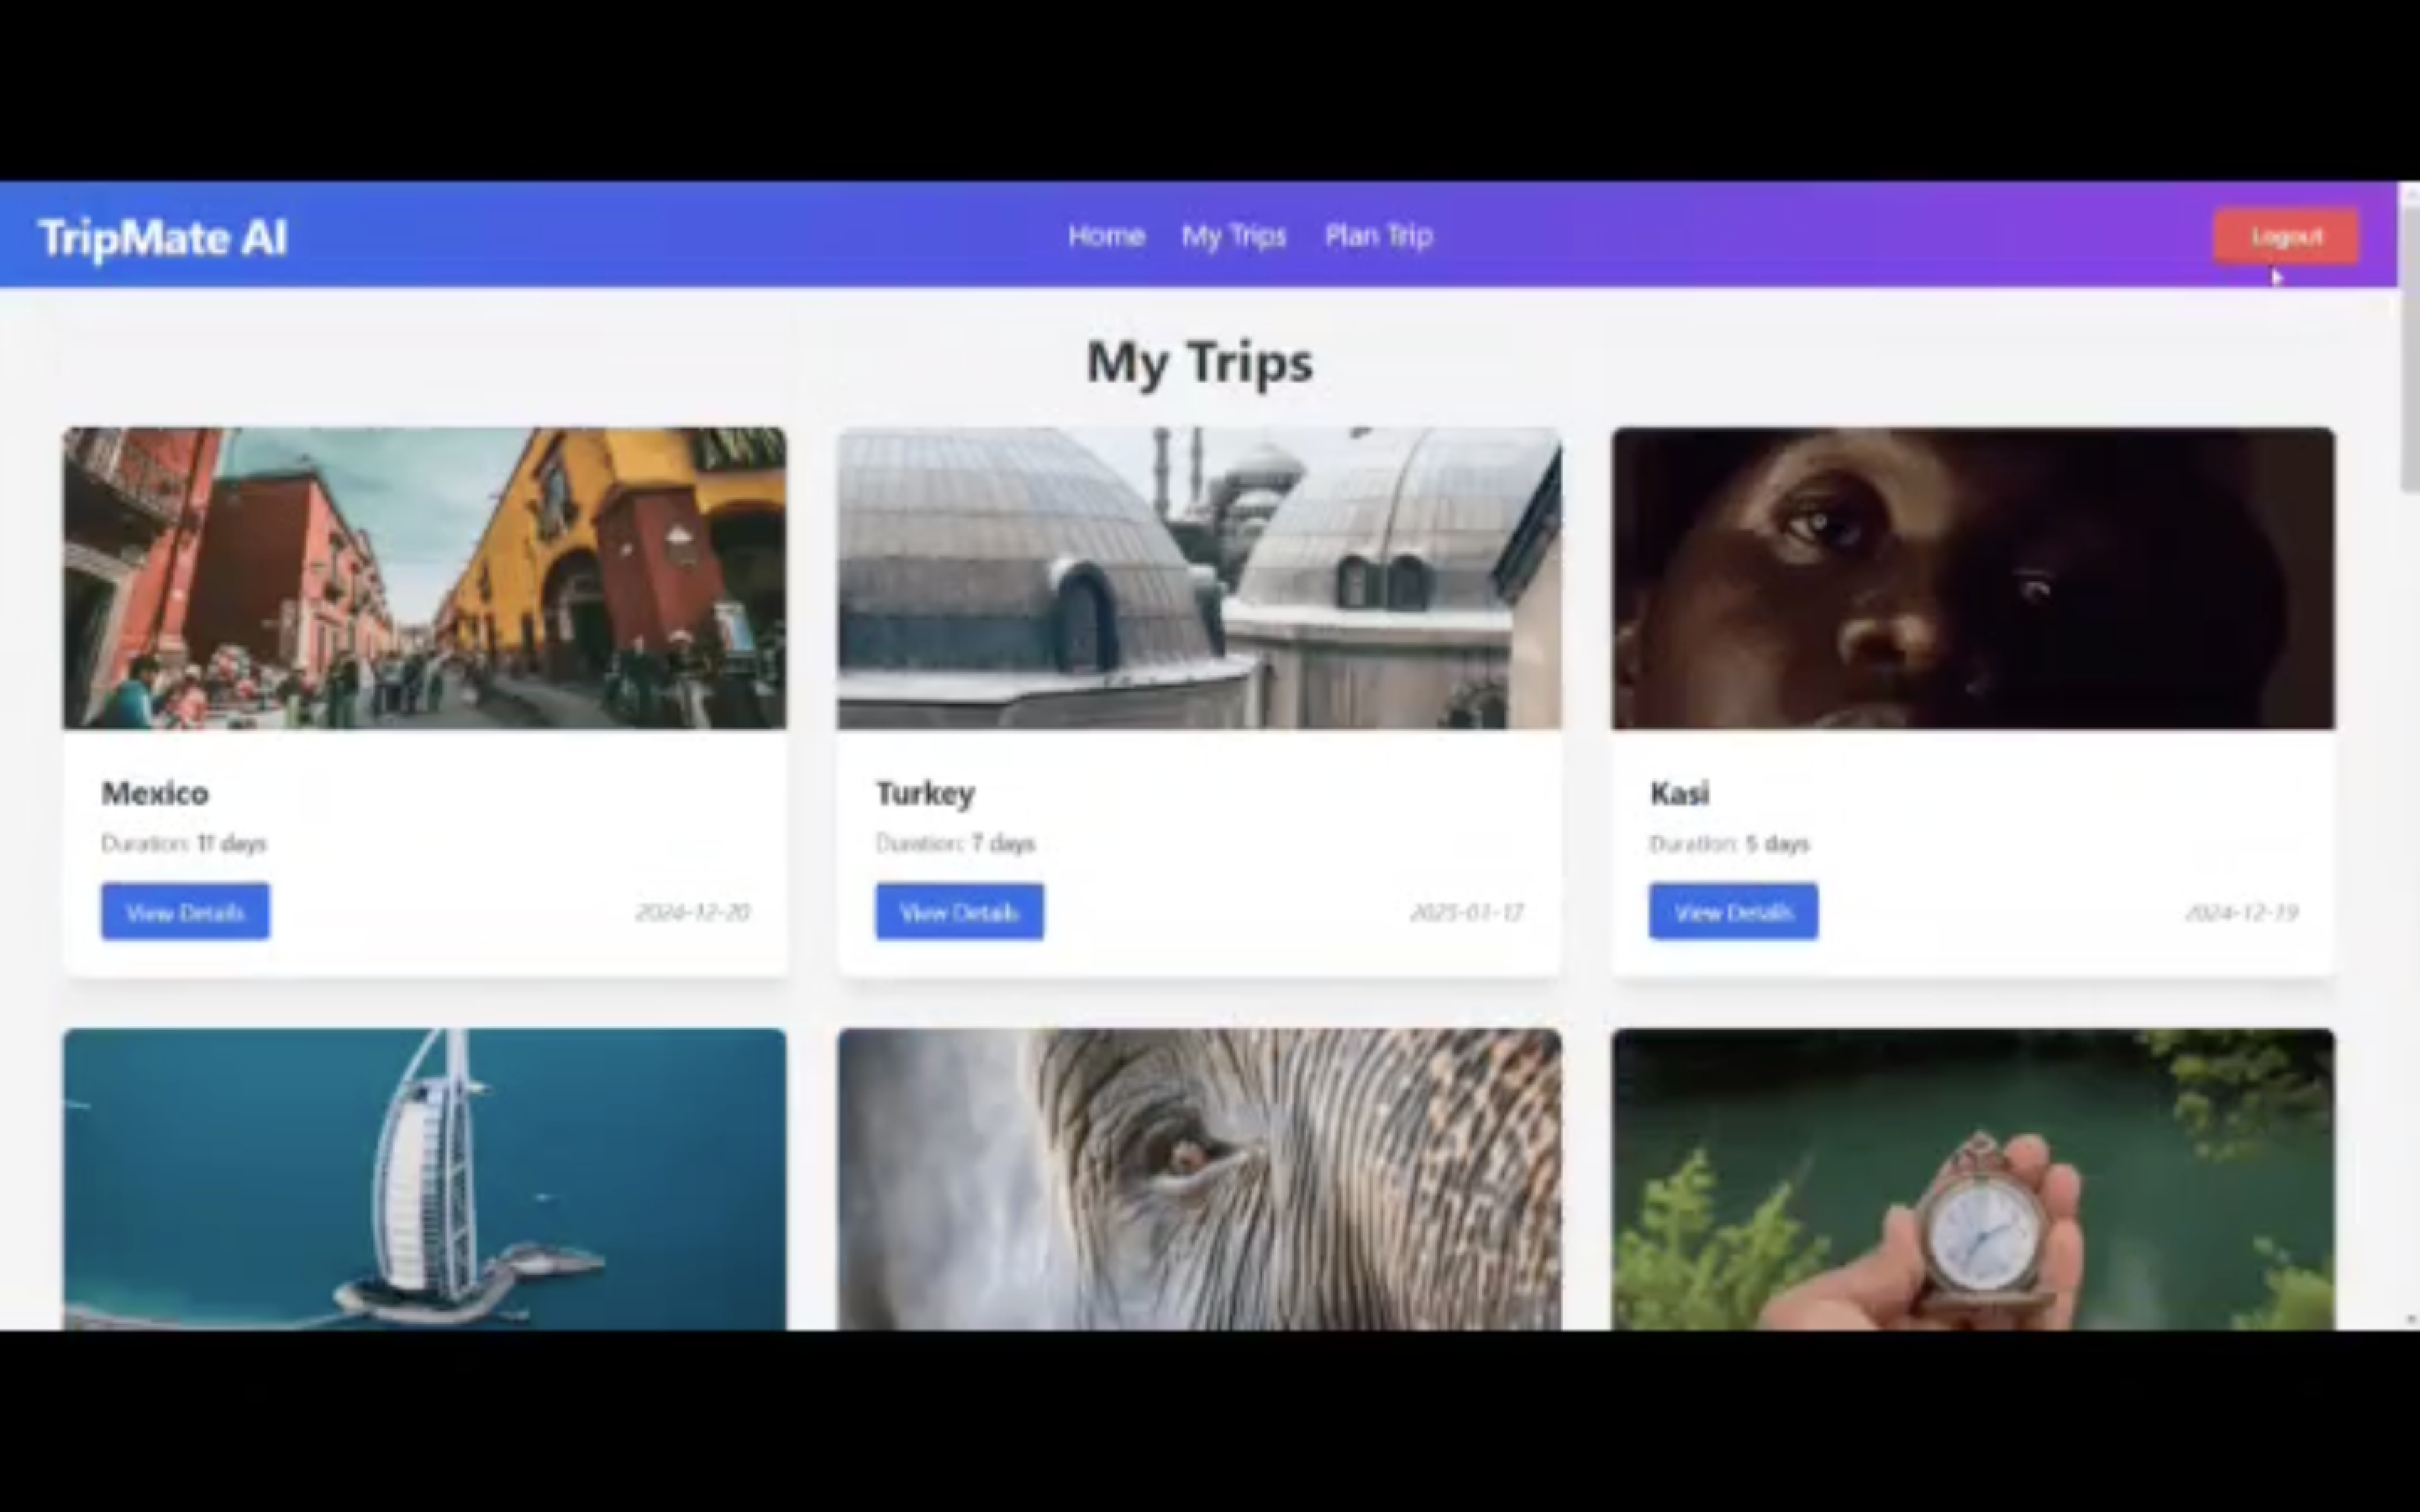 TripMate AI
Home My Trips Plan Trip
Logout
My Trips
Mexico
Duration: 11 days
View Details
2024-12-20
Turkey
Duration: 7 days
View Details
2025-01-17
Kasi
Duration: 5 days
View Details
2024-12-19